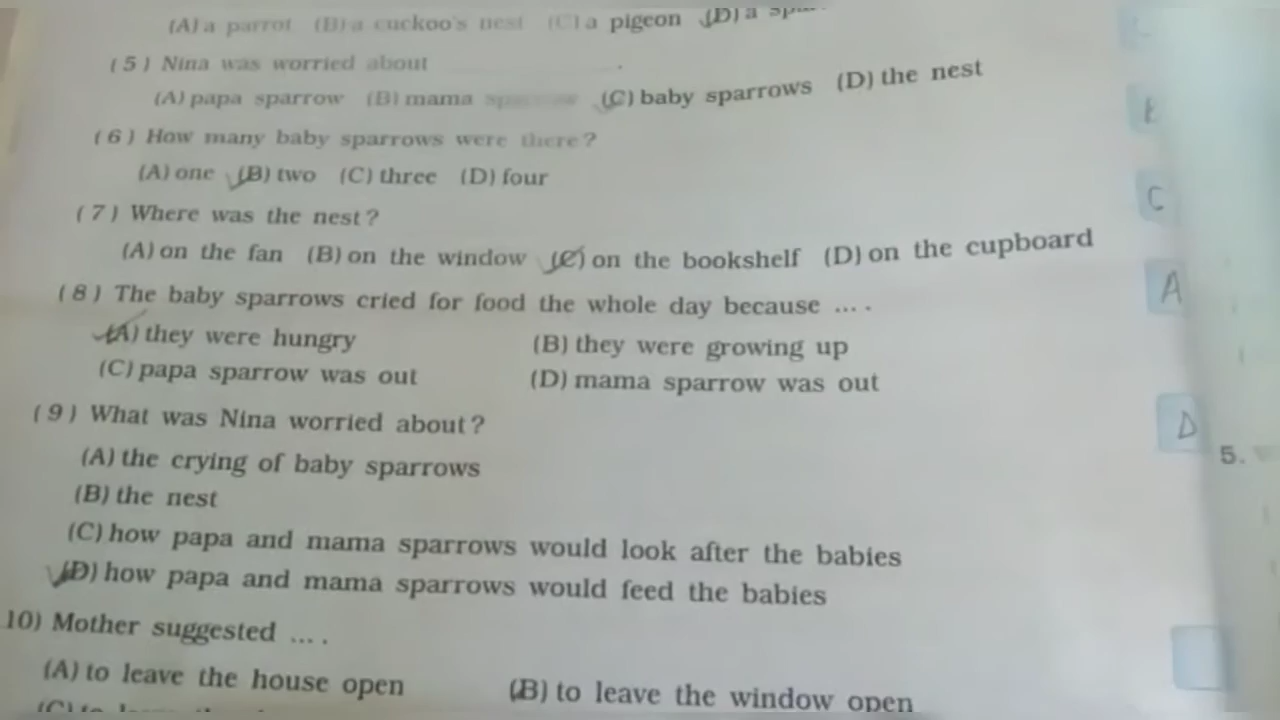 (A) a parrot (B) a cuckoo's nest (C) a pigeon (D) a
(5) Nina was worried about
(A) papa sparrow (B) mama sparrow (C) baby sparrows (D) the nest
(6) How many baby sparrows were there?
B
(A) one (B) two (C) three (D) four
(7) Where was the nest?
C
(A) on the fan (B) on the window (C) on the bookshelf (D) on the cupboard
(8) The baby sparrows cried for food the whole day because ... .
A
(A) they were hungry (B) they were growing up
(C) papa sparrow was out (D) mama sparrow was out
(9) What was Nina worried about?
D
5.
(A) the crying of baby sparrows
(B) the nest
(C) how papa and mama sparrows would look after the babies
(D) how papa and mama sparrows would feed the babies
10) Mother suggested ... .
(A) to leave the house open (B) to leave the window open